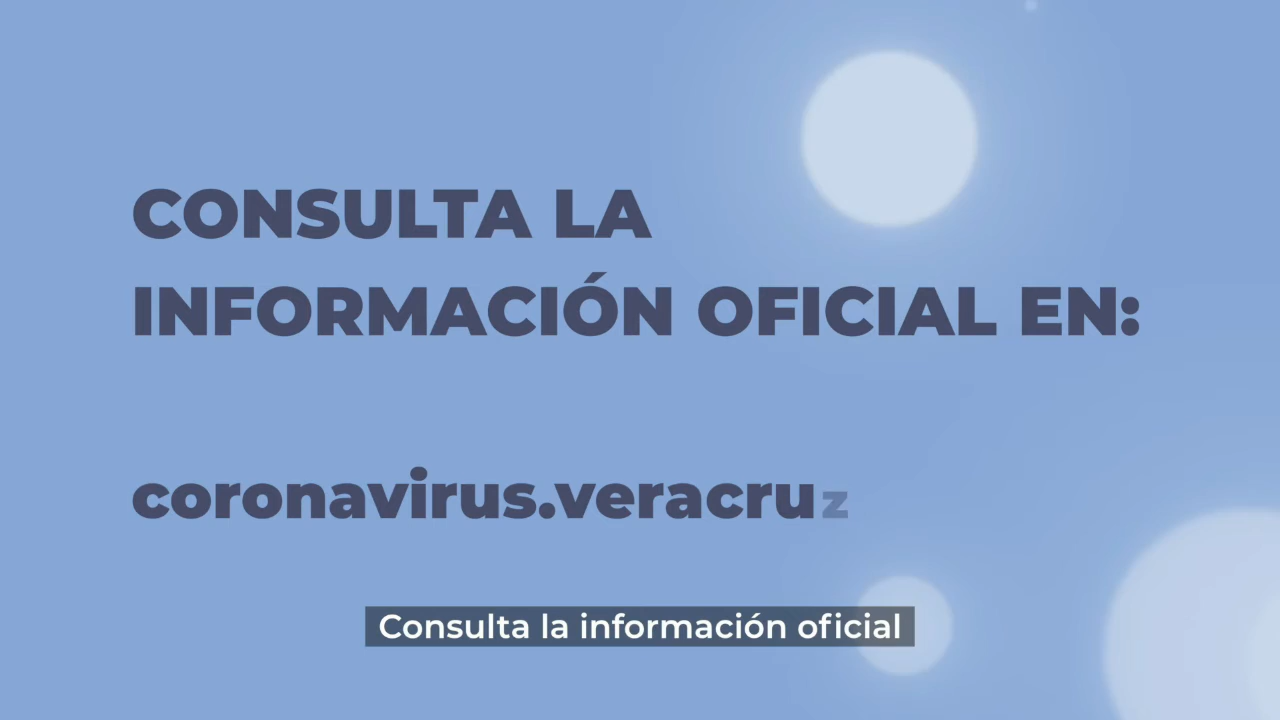 CONSULTA LA
INFORMACIÓN OFICIAL EN:
coronavirus.veracruz
Consulta la información oficial